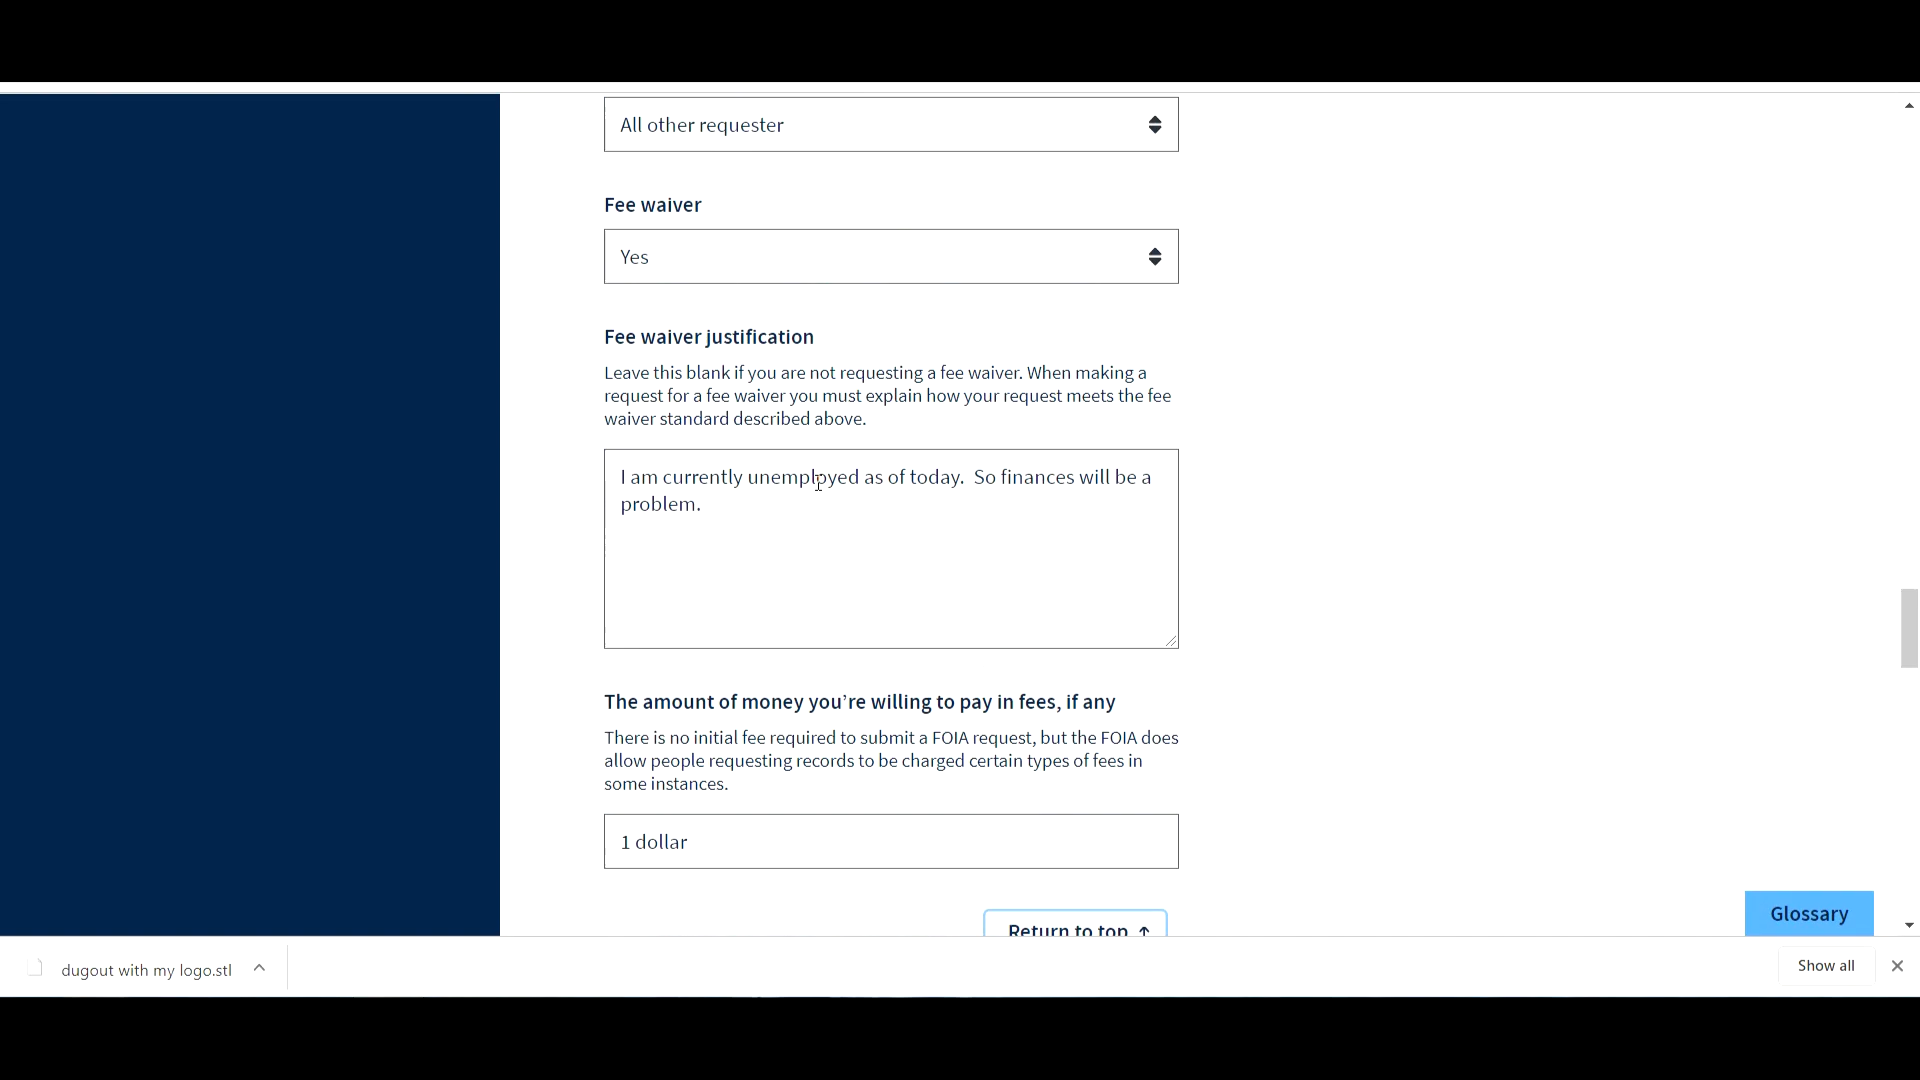 All other requester
Fee waiver
Yes
Fee waiver justification
Leave this blank if you are not requesting a fee waiver. When making a
request for a fee waiver you must explain how your request meets the fee
waiver standard described above.
I am currently unemployed as of today.  So finances will be a
problem.
The amount of money you’re willing to pay in fees, if any
There is no initial fee required to submit a FOIA request, but the FOIA does
allow people requesting records to be charged certain types of fees in
some instances.
1 dollar
Return to top ↑
Glossary
dugout with my logo.stl
Show all